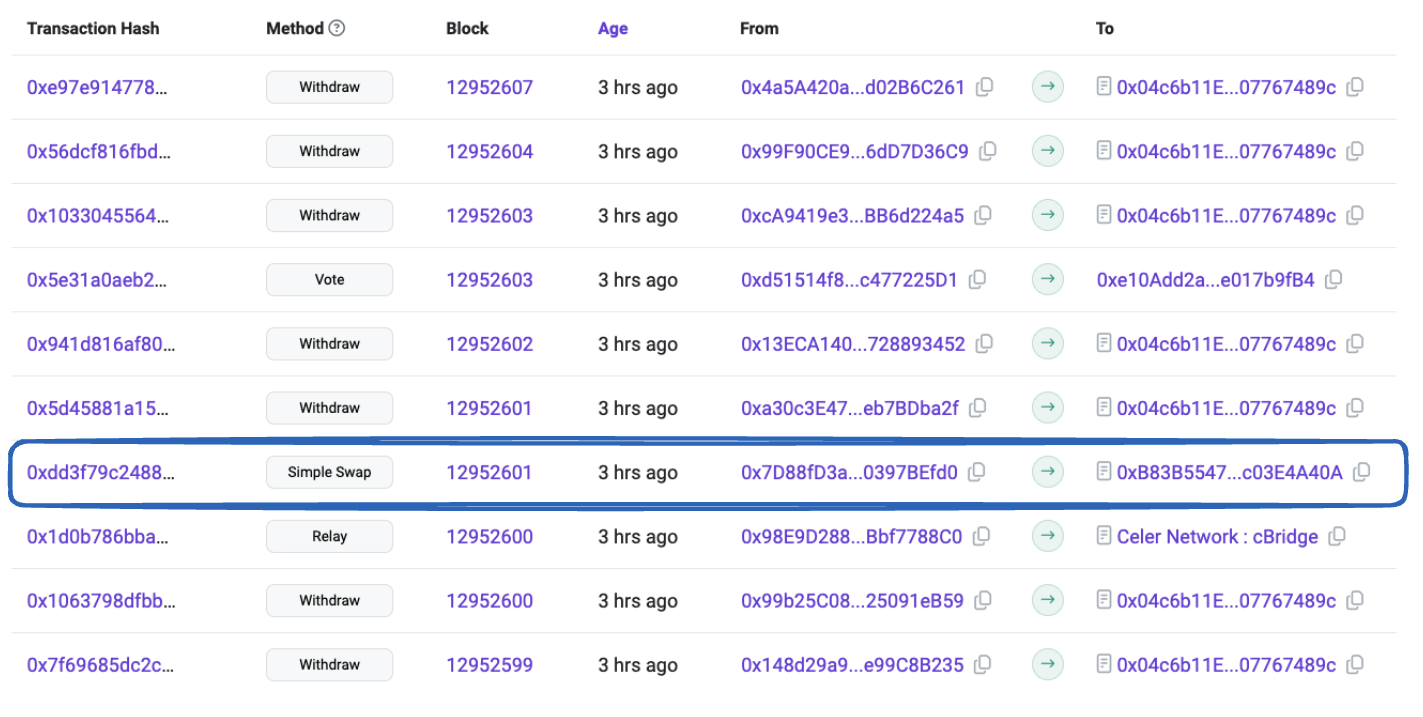 Transaction Hash Method Block Age From To
0xe97e914778... Withdraw 12952607 3 hrs ago 0x4a5A420a...d02B6C261 0x04c6b11E...07767489c
0x56dcf816fbd... Withdraw 12952604 3 hrs ago 0x99F90CE9...6dD7D36C9 0x04c6b11E...07767489c
0x1033045564... Withdraw 12952603 3 hrs ago 0xcA9419e3...BB6d224a5 0x04c6b11E...07767489c
0x5e31a0aeb2... Vote 12952603 3 hrs ago 0xd51514f8...c477225D1 0xe10Add2a...e017b9fB4
0x941d816af80... Withdraw 12952602 3 hrs ago 0x13ECA140...728893452 0x04c6b11E...07767489c
0x5d45881a15... Withdraw 12952601 3 hrs ago 0xa30c3E47...eb7BDba2f 0x04c6b11E...07767489c
0xdd3f79c2488... Simple Swap 12952601 3 hrs ago 0x7D88fD3a...0397BEfd0 0xB83B5547...c03E4A40A
0x1d0b786bba... Relay 12952600 3 hrs ago 0x98E9D288...Bbf7788C0 Celer Network : cBridge
0x1063798dfbb... Withdraw 12952600 3 hrs ago 0x99b25C08...25091eB59 0x04c6b11E...07767489c
0x7f69685dc2c... Withdraw 12952599 3 hrs ago 0x148d29a9...e99C8B235 0x04c6b11E...07767489c